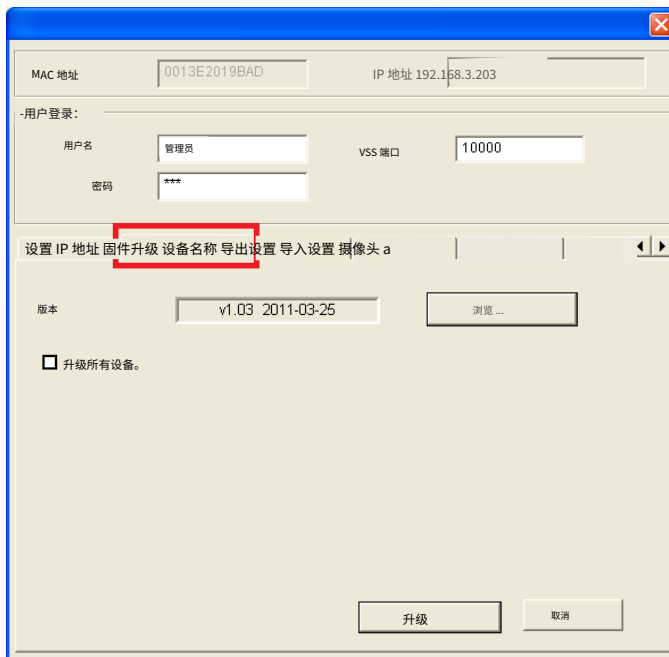 MAC 地址 0013E2019BAD IP 地址 192.168.3.203
-用户登录：
用户名 管理员 VSS 端口 10000
密码 ***
设置 IP 地址 固件升级 设备名称 导出设置 导入设置 摄像头 a
版本 v1.03 2011-03-25 浏览 ...
升级所有设备。
升级 取消